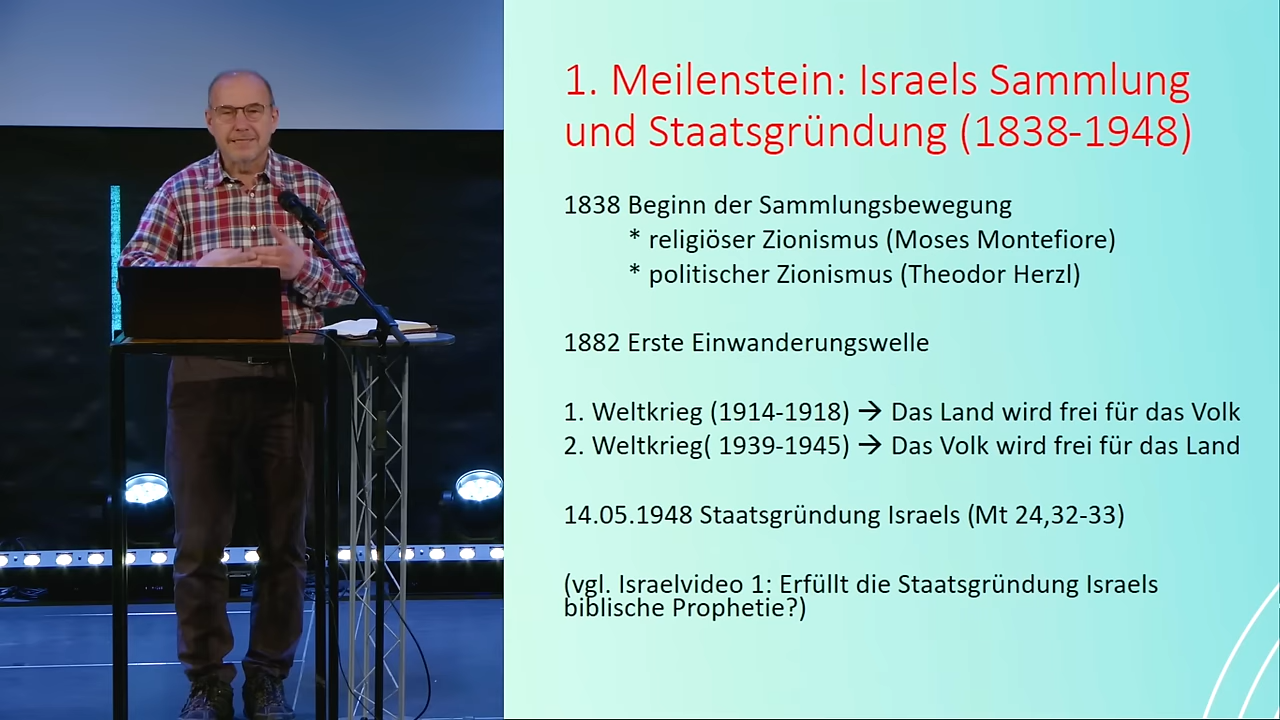 1. Meilenstein: Israels Sammlung
und Staatsgründung (1838-1948)
1838 Beginn der Sammlungsbewegung
* religiöser Zionismus (Moses Montefiore)
* politischer Zionismus (Theodor Herzl)
1882 Erste Einwanderungswelle
1. Weltkrieg (1914-1918) → Das Land wird frei für das Volk
2. Weltkrieg( 1939-1945) → Das Volk wird frei für das Land
14.05.1948 Staatsgründung Israels (Mt 24,32-33)
(vgl. Israelvideo 1: Erfüllt die Staatsgründung Israels
biblische Prophetie?)